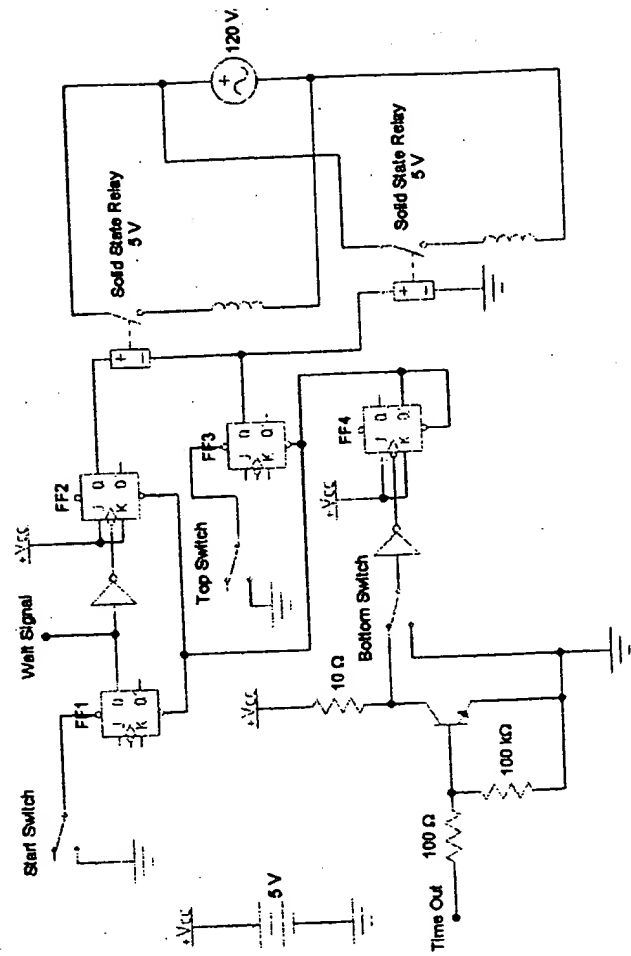 Start Switch
FF1
J
K
Q
Q
Wait Signal
+Vcc
FF2
J
K
Q
Q
Solid State Relay
5 V
+
-
120 V.
+
Top Switch
FF3
J
K
Q
Q
Solid State Relay
5 V
+
-
+Vcc
FF4
J
K
Q
Q
Bottom Switch
+Vcc
10 Ω
100 kΩ
100 Ω
Time Out
+Vcc
5 V